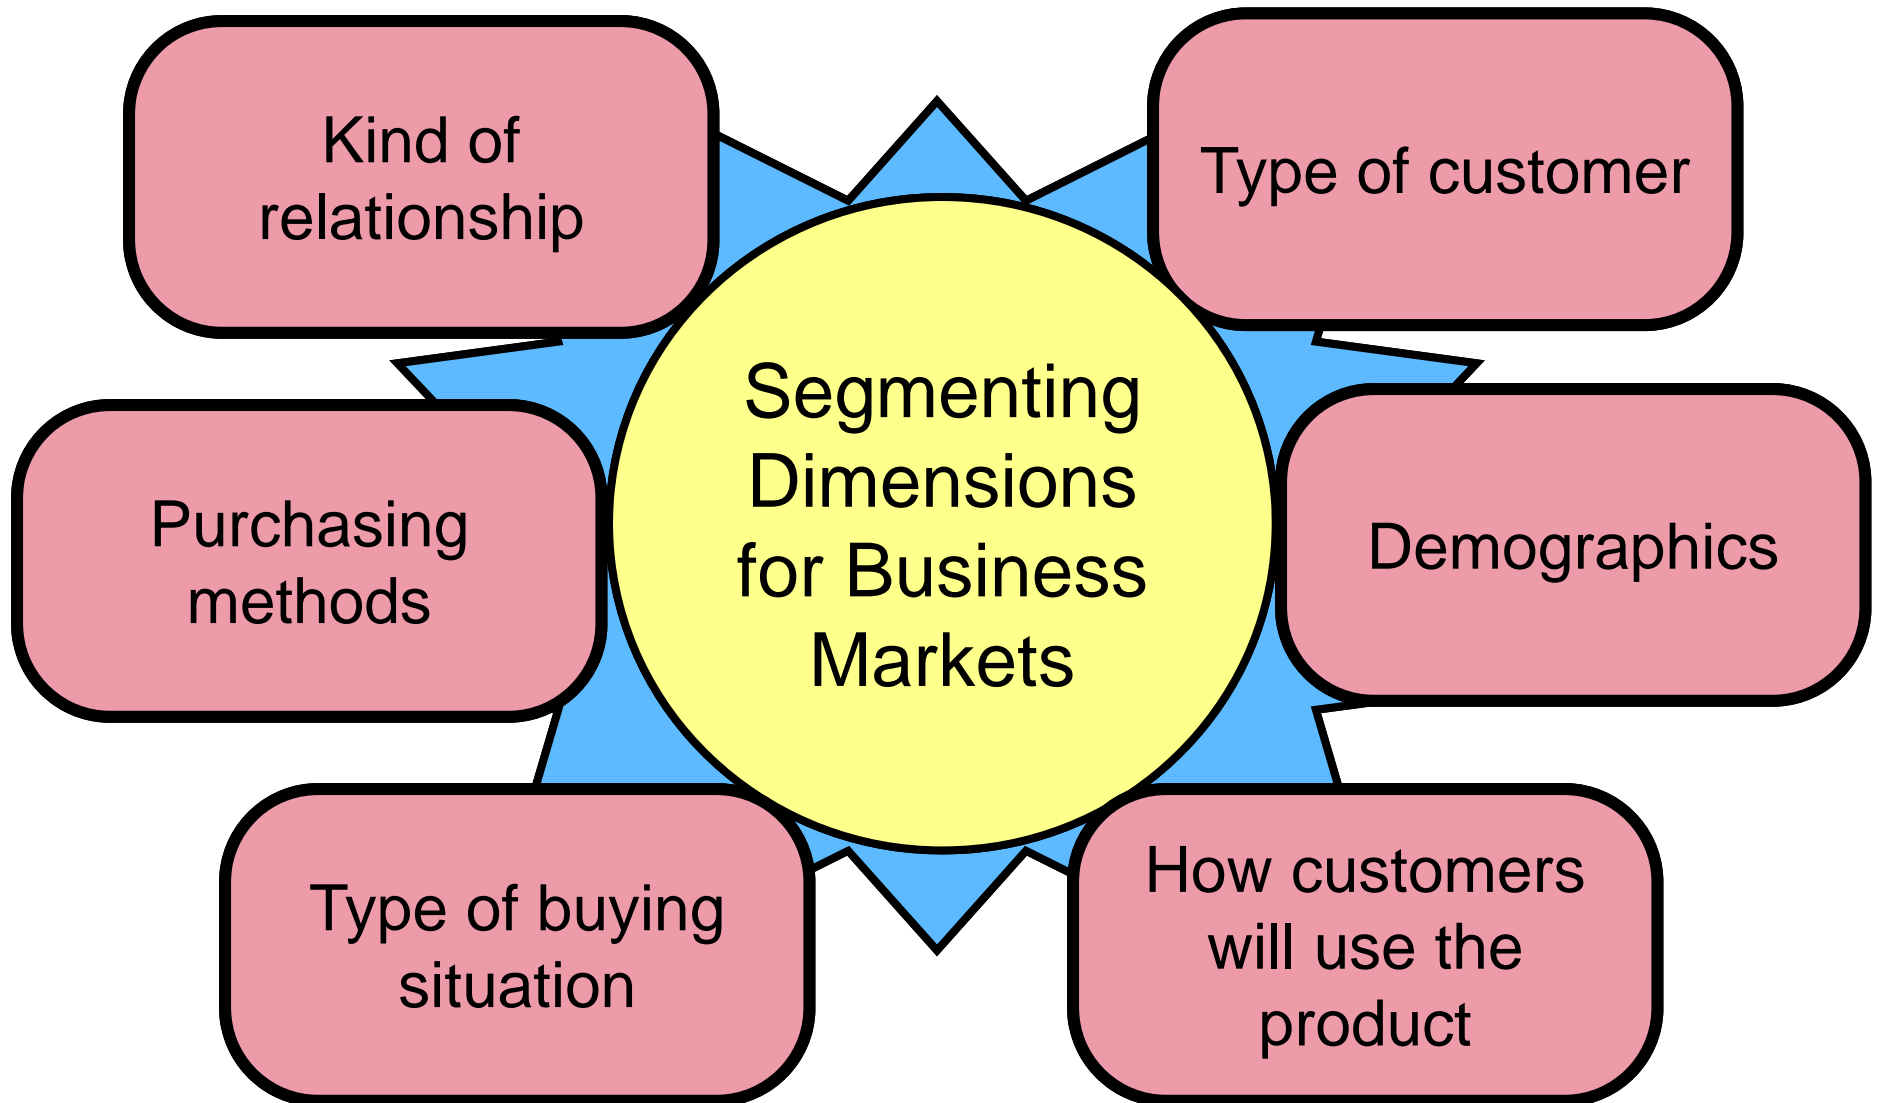 Kind of
relationship
Type of customer
Segmenting
Dimensions
for Business
Markets
Purchasing
methods
Demographics
Type of buying
situation
How customers
will use the
product